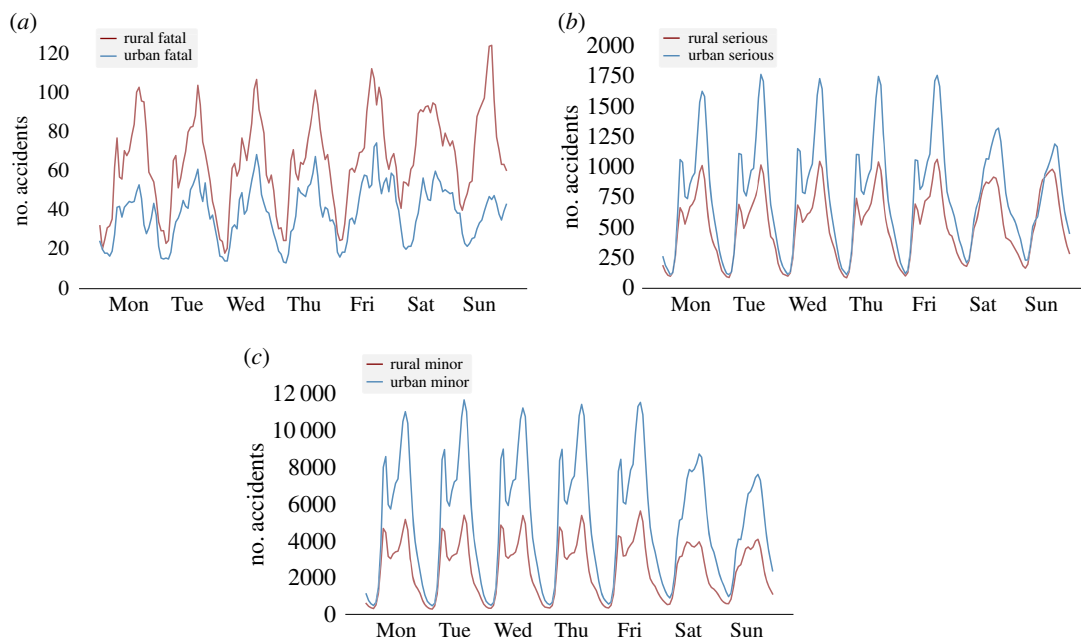 (a)
rural fatal
urban fatal
120
100
80
60
40
20
0
no. accidents
Mon Tue Wed Thu Fri Sat Sun
(b)
rural serious
urban serious
2000
1750
1500
1250
1000
750
500
250
0
no. accidents
Mon Tue Wed Thu Fri Sat Sun
(c)
rural minor
urban minor
12 000
10 000
8000
6000
4000
2000
0
no. accidents
Mon Tue Wed Thu Fri Sat Sun